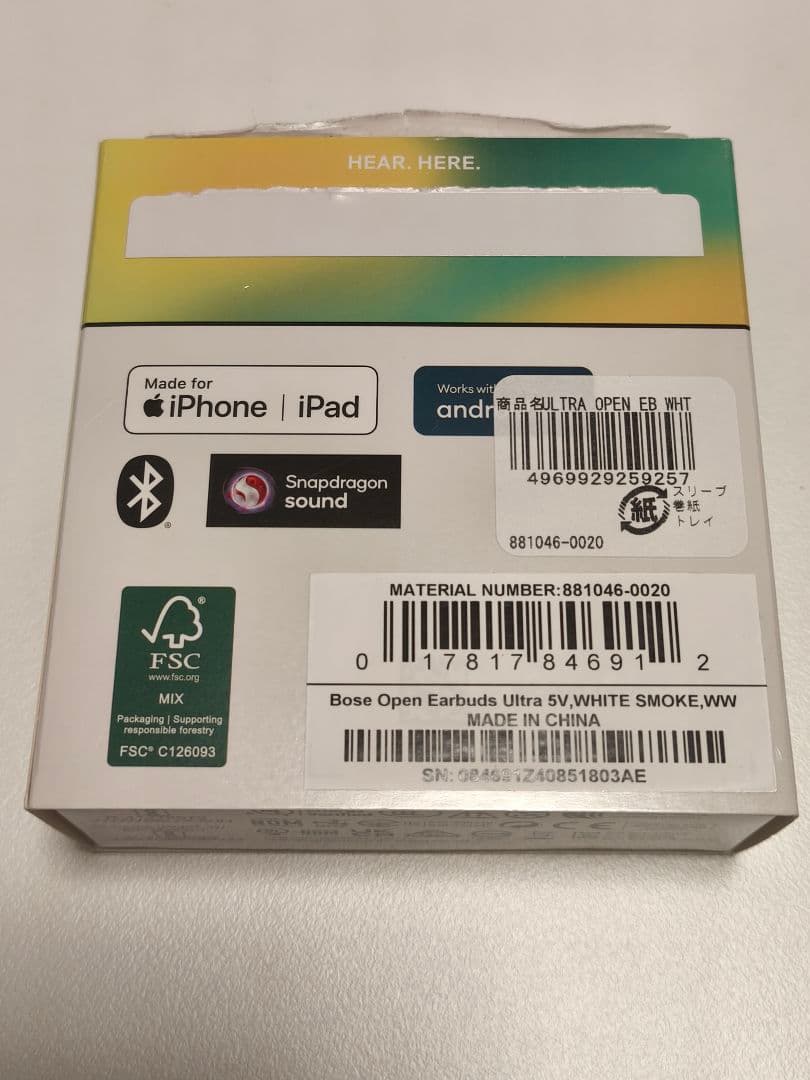 HEAR. HERE.
Made for
iPhone | iPad
Works with
andr
商品名ULTRA OPEN EB WHT
4969929259257
紙
スリーブ
巻紙
トレイ
881046-0020
Snapdragon
sound
FSC
www.fsc.org
MIX
Packaging | Supporting
responsible forestry
FSC® C126093
MATERIAL NUMBER:881046-0020
0 17817 84691 2
Bose Open Earbuds Ultra 5V,WHITE SMOKE,WW
MADE IN CHINA
SN: 084691Z40851803AE